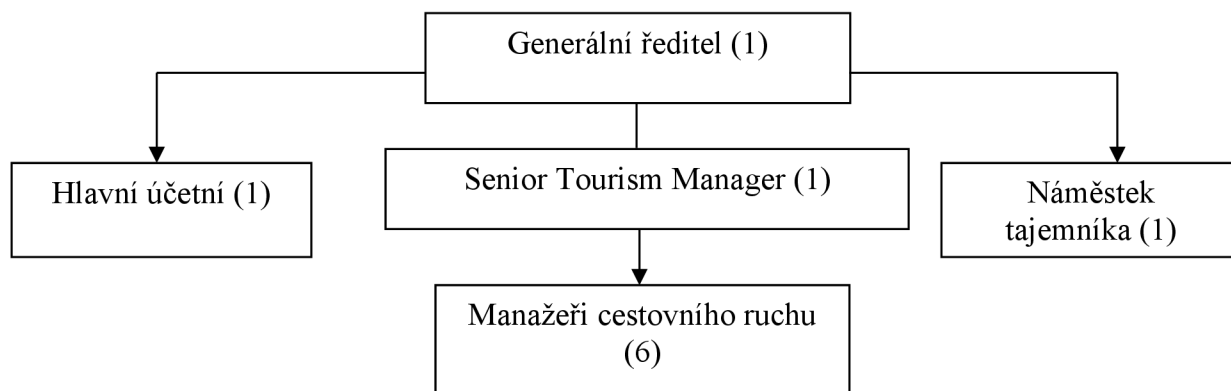 Generální ředitel (1)
Hlavní účetní (1)
Senior Tourism Manager (1)
Náměstek
tajemníka (1)
Manažeři cestovního ruchu
(6)